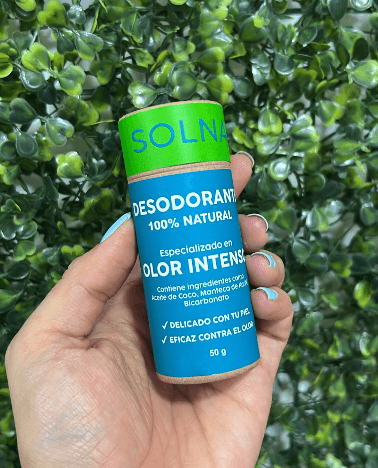 SOLNA
DESODORANTE
100% NATURAL
Especializado en
OLOR INTENSO
Contiene ingredientes como
Aceite de Coco, Manteca de
Bicarbonato
✓ DELICADO CON TU PIEL
✓ EFICAZ CONTRA EL OLOR
50 g